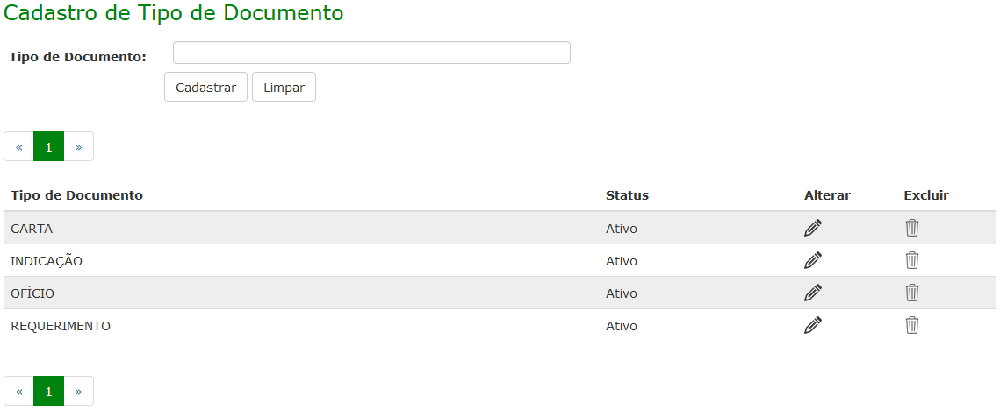 Cadastro de Tipo de Documento
Tipo de Documento:
Cadastrar Limpar
« 1 »
Tipo de Documento Status Alterar Excluir
CARTA Ativo
INDICAÇÃO Ativo
OFÍCIO Ativo
REQUERIMENTO Ativo
« 1 »